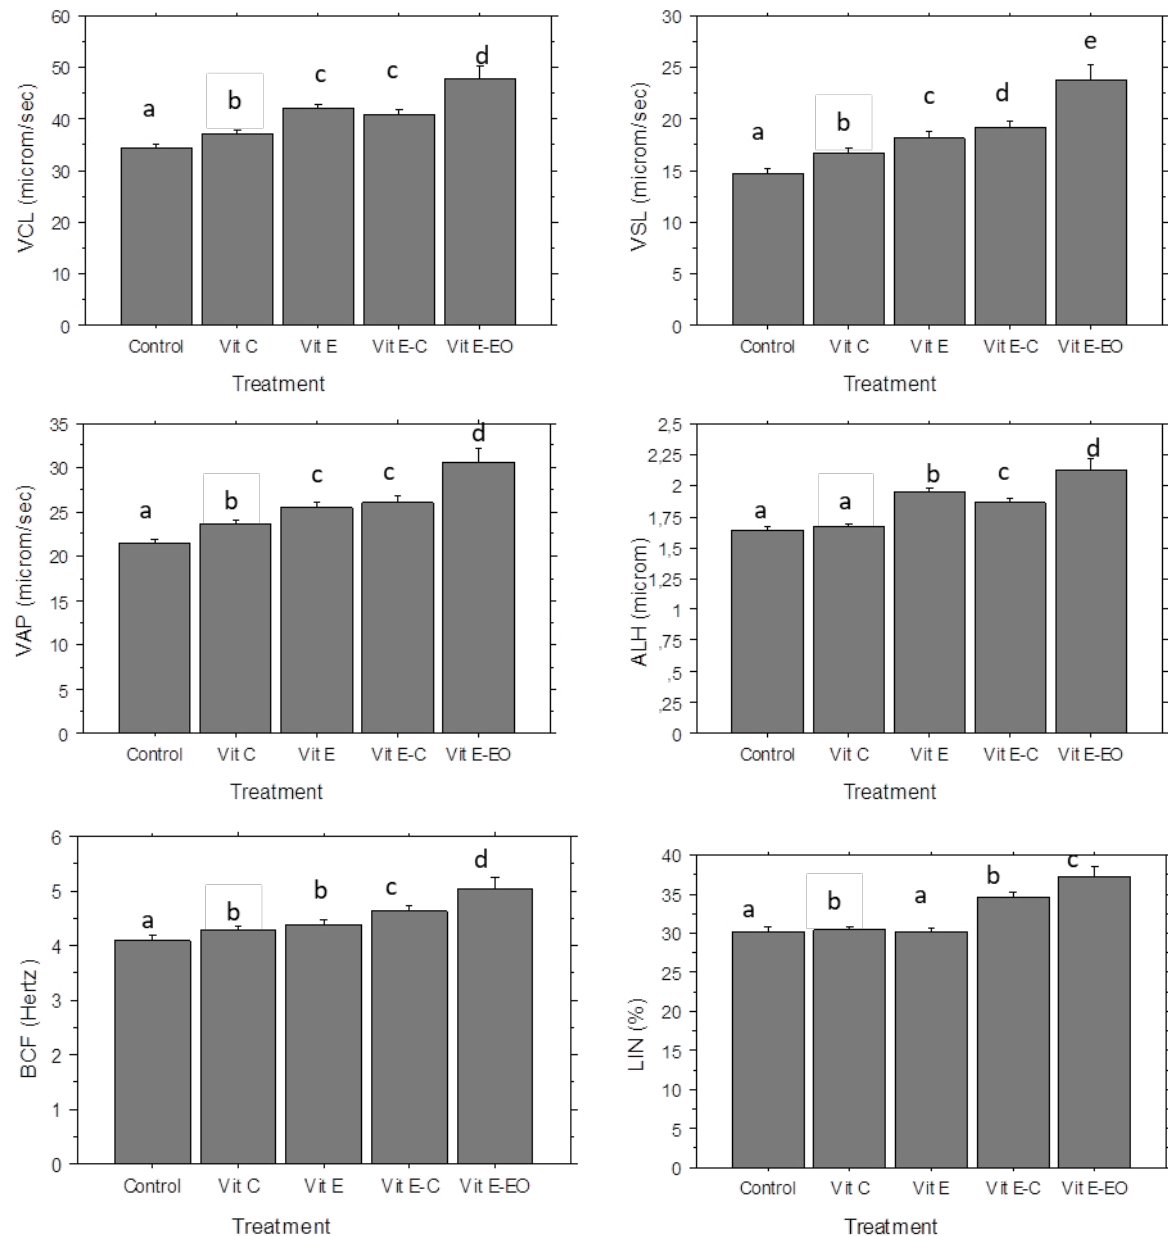 VCL (microm/sec)
60
50
40
30
20
10
0
a
b
c
c
d
Control Vit C Vit E Vit E-C Vit E-EO
Treatment
VSL (microm/sec)
30
25
20
15
10
5
0
a
b
c
d
e
Control Vit C Vit E Vit E-C Vit E-EO
Treatment
VAP (microm/sec)
35
30
25
20
15
10
5
0
a
b
c
c
d
Control Vit C Vit E Vit E-C Vit E-EO
Treatment
ALH (microm)
2,5
2,25
2
1,75
1,5
1,25
1
,75
,5
,25
0
a
a
b
c
d
Control Vit C Vit E Vit E-C Vit E-EO
Treatment
BCF (Hertz )
6
5
4
3
2
1
0
a
b
b
c
d
Control Vit C Vit E Vit E-C Vit E-EO
Treatment
LIN (%)
40
35
30
25
20
15
10
5
0
a
b
a
b
c
Control Vit C Vit E Vit E-C Vit E-EO
Treatment